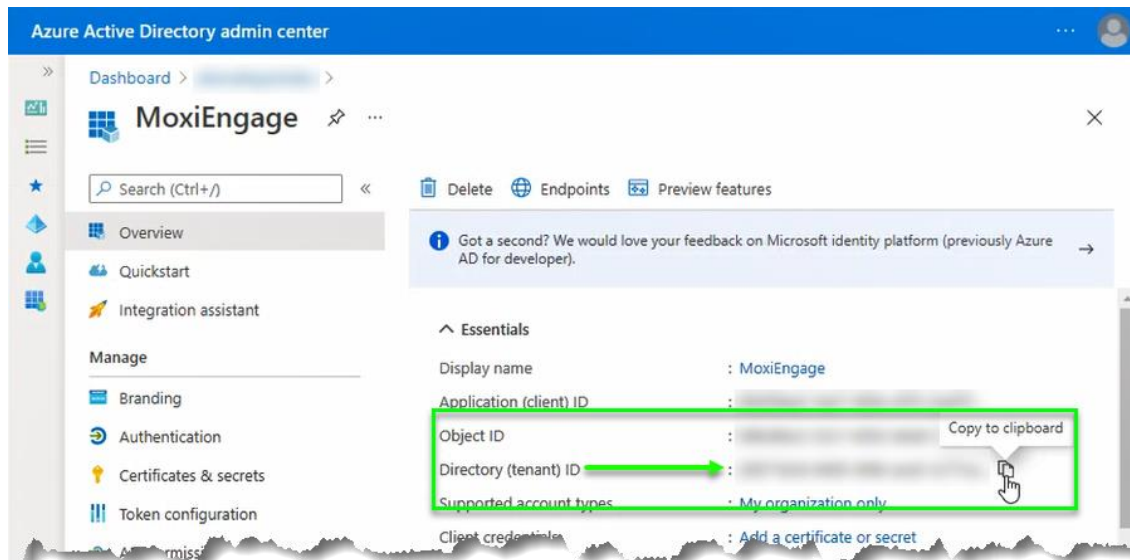 Azure Active Directory admin center
Dashboard > >
MoxiEngage
Search (Ctrl+/)
Delete Endpoints Preview features
Overview
Got a second? We would love your feedback on Microsoft identity platform (previously Azure
AD for developer).
Quickstart
Integration assistant
Essentials
Manage
Display name : MoxiEngage
Branding
Application (client) ID :
Authentication
Object ID :
Copy to clipboard
Directory (tenant) ID :
Certificates & secrets
Supported account types : My organization only
Token configuration
Client credentials : Add a certificate or secret